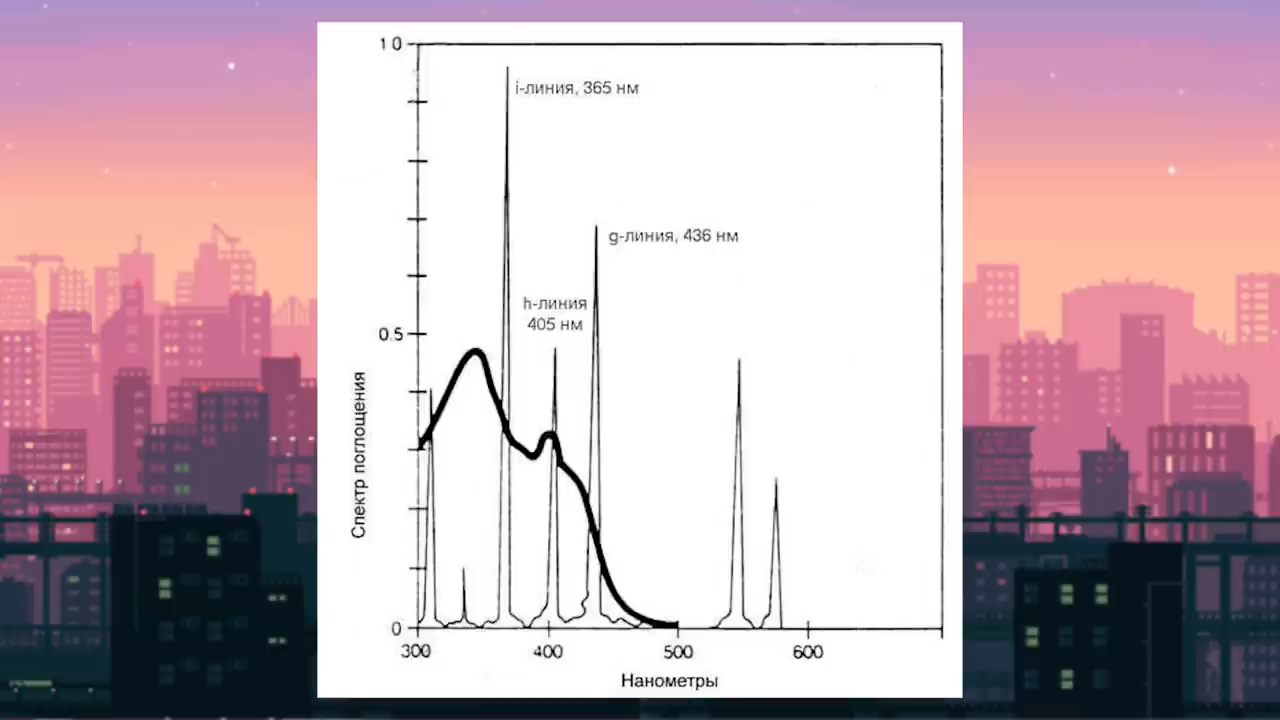 1 0
i-линия, 365 нм
g-линия, 436 нм
h-линия
405 нм
0.5
Спектр поглощения
0
300
400
500
600
Нанометры